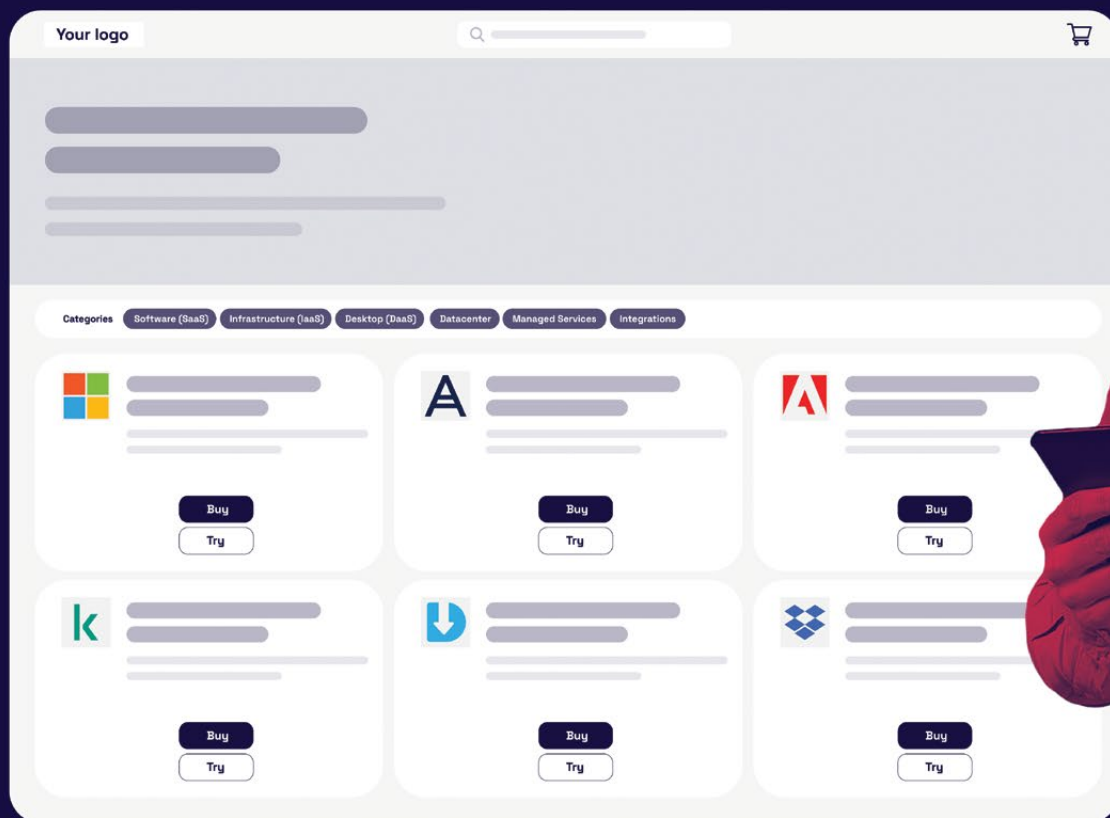 Your logo
Categories Software (SaaS) Infrastructure (IaaS) Desktop (DaaS) Datacenter Managed Services Integrations
Buy Buy Buy
Try Try Try
Buy Buy Buy
Try Try Try